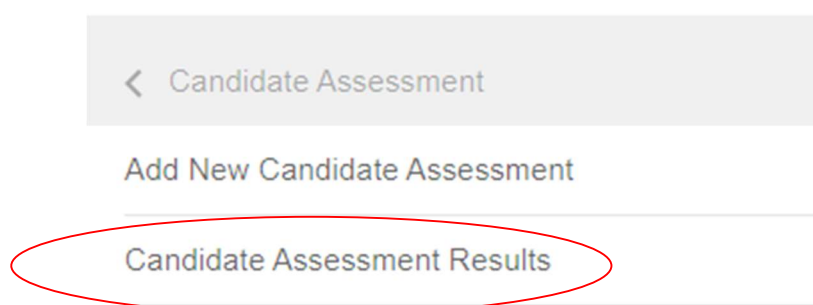 Candidate Assessment
Add New Candidate Assessment
Candidate Assessment Results